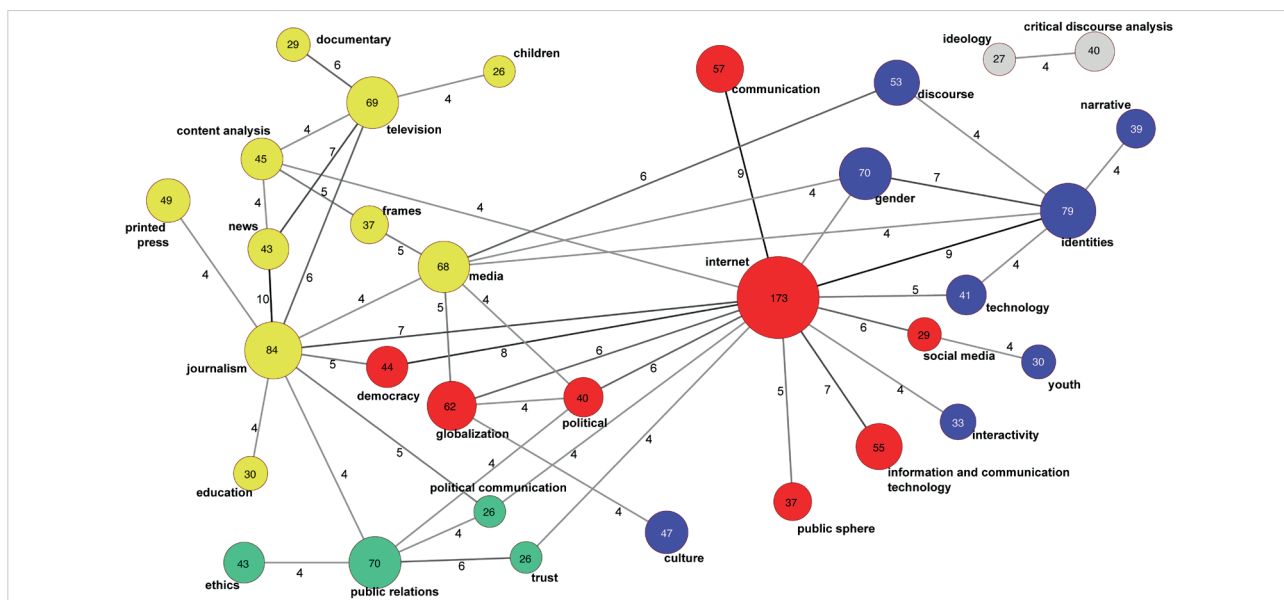 critical discourse analysis
29
documentary
ideology
40
children
27
4
6
57
26
communication
53
discourse
4
69
narrative
television
content analysis
4
4
39
45
7
9
6
7
4
70
gender
5
4
49
4
4
frames
79
identities
printed
press
news
37
4
43
5
68
media
internet
9
4
4
6
10
4
4
5
173
5
41
technology
7
6
29
social media
4
84
journalism
5
44
democracy
8
6
30
youth
6
62
globalization
4
40
political
5
7
4
33
interactivity
4
5
4
4
4
55
information and communication
technology
30
education
4
political communication
26
37
public sphere
4
4
47
culture
43
ethics
4
70
public relations
6
26
trust